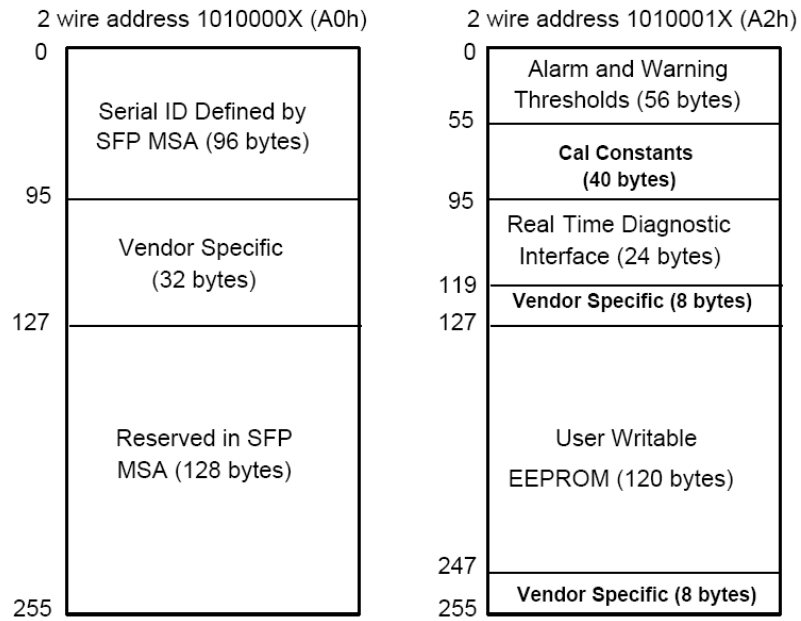 2 wire address 1010000X (A0h)
0
Serial ID Defined by
SFP MSA (96 bytes)
95
Vendor Specific
(32 bytes)
127
Reserved in SFP
MSA (128 bytes)
255
2 wire address 1010001X (A2h)
0
Alarm and Warning
Thresholds (56 bytes)
55
Cal Constants
(40 bytes)
95
Real Time Diagnostic
Interface (24 bytes)
119
Vendor Specific (8 bytes)
127
User Writable
EEPROM (120 bytes)
247
Vendor Specific (8 bytes)
255